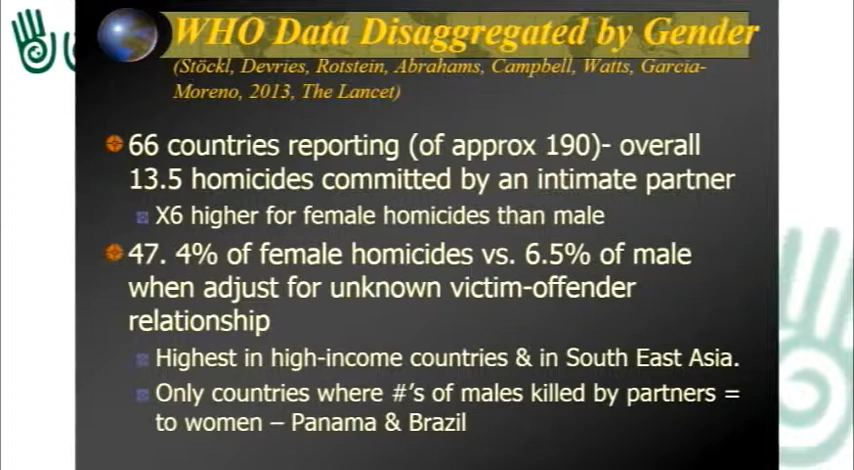 WHO Data Disaggregated by Gender
(Stöckl, Devries, Rotstein, Abrahams, Campbell, Watts, Garcia-
Moreno, 2013, The Lancet)
66 countries reporting (of approx 190)- overall
13.5 homicides committed by an intimate partner
X6 higher for female homicides than male
47. 4% of female homicides vs. 6.5% of male
when adjust for unknown victim-offender
relationship
Highest in high-income countries & in South East Asia.
Only countries where #'s of males killed by partners =
to women – Panama & Brazil